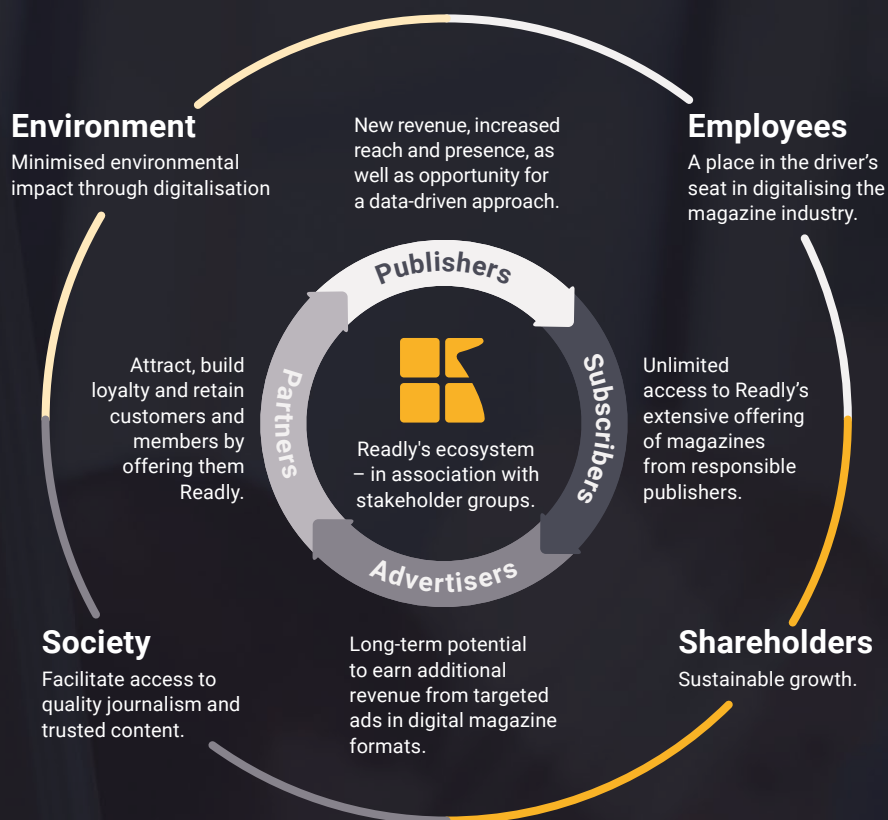 Environment
Minimised environmental
impact through digitalisation
New revenue, increased
reach and presence, as
well as opportunity for
a data-driven approach.
Employees
A place in the driver’s
seat in digitalising the
magazine industry.
Publishers
Attract, build
loyalty and retain
customers and
members by
offering them
Readly.
Partners
Readly's ecosystem
– in association with
stakeholder groups.
Subscribers
Unlimited
access to Readly’s
extensive offering
of magazines
from responsible
publishers.
Advertisers
Society
Facilitate access to
quality journalism and
trusted content.
Long-term potential
to earn additional
revenue from targeted
ads in digital magazine
formats.
Shareholders
Sustainable growth.